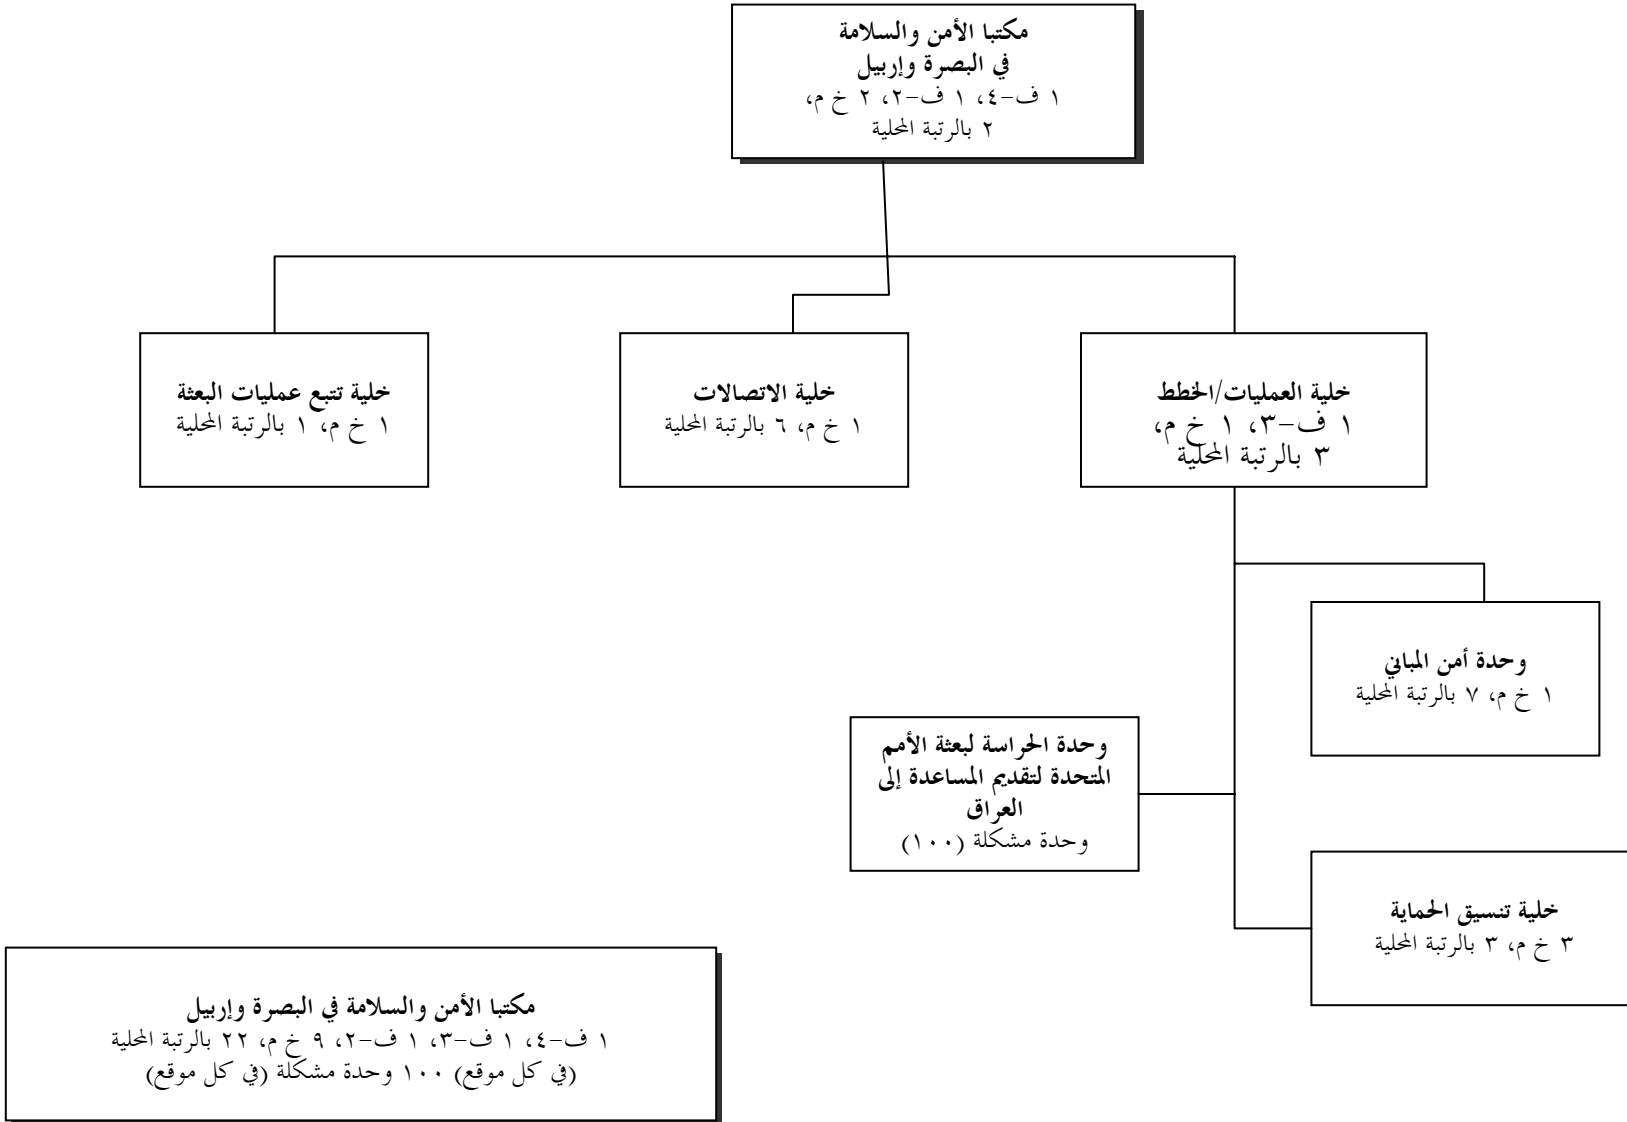 مكتبا الأمن والسلامة
في البصرة وإربيل
١ ف-٤، ١ ف-٢، ٢ خ م،
٢ بالرتبة المحلية
خلية العمليات/الخطط
١ ف-٣، ١ خ م،
٣ بالرتبة المحلية
خلية الاتصالات
١ خ م، ٦ بالرتبة المحلية
خلية تتبع عمليات البعثة
١ خ م، ١ بالرتبة المحلية
وحدة أمن المباني
١ خ م، ٧ بالرتبة المحلية
وحدة الحراسة لبعثة الأمم
المتحدة لتقديم المساعدة إلى
العراق
وحدة مشكلة (١٠٠)
خلية تنسيق الحماية
٣ خ م، ٣ بالرتبة المحلية
مكتبا الأمن والسلامة في البصرة وإربيل
١ ف-٤، ١ ف-٣، ١ ف-٢، ٩ خ م، ٢٢ بالرتبة المحلية
(في كل موقع) ١٠٠ وحدة مشكلة (في كل موقع)